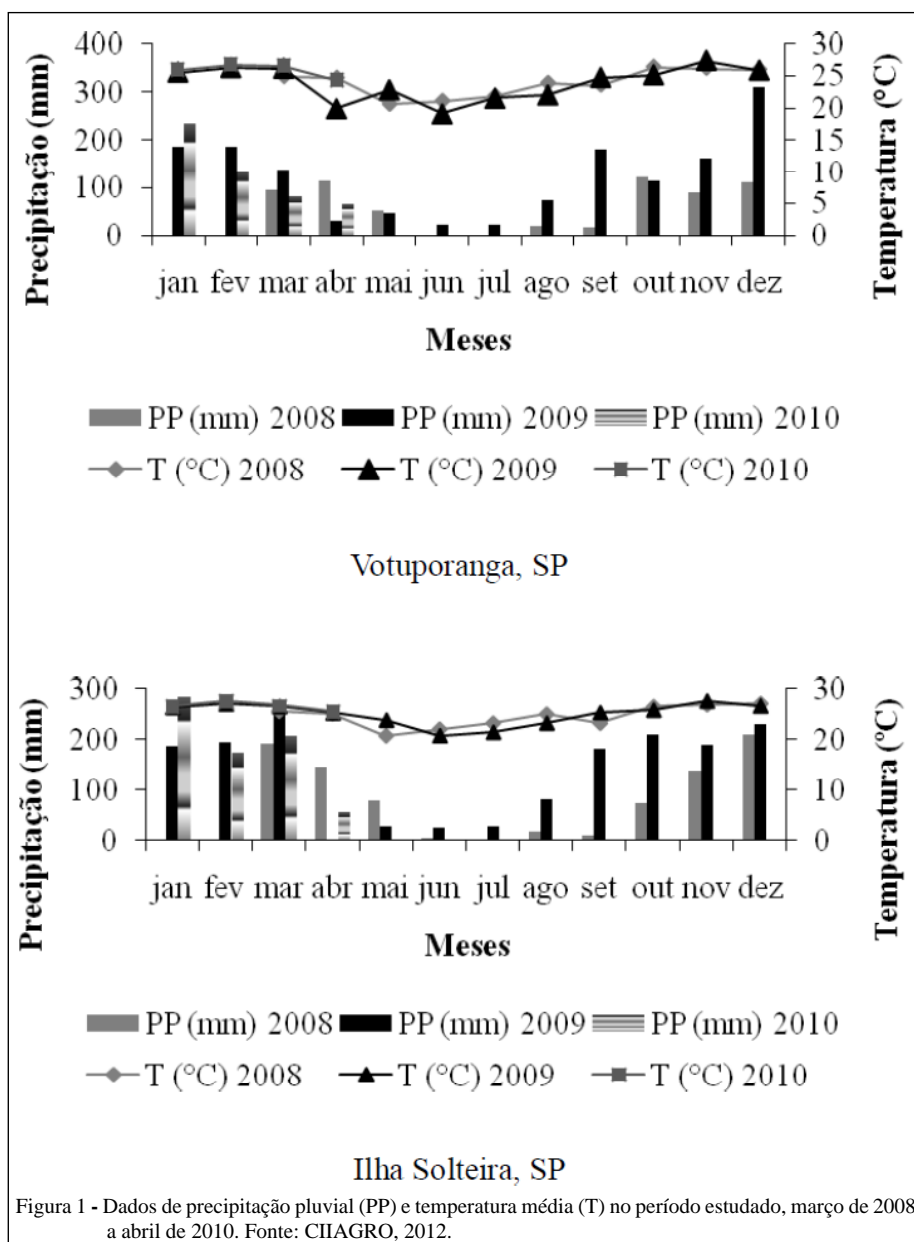 Precipitação (mm)
400
300
200
100
0
30
25
20
15
10
5
0
Temperatura (°C)
jan fev mar abr mai jun jul ago set out nov dez
Meses
PP (mm) 2008 PP (mm) 2009 PP (mm) 2010
T (°C) 2008 T (°C) 2009 T (°C) 2010
Votuporanga, SP
Precipitação (mm)
300
200
100
0
30
20
10
0
Temperatura (°C)
jan fev mar abr mai jun jul ago set out nov dez
Meses
PP (mm) 2008 PP (mm) 2009 PP (mm) 2010
T (°C) 2008 T (°C) 2009 T (°C) 2010
Ilha Solteira, SP
Figura 1 - Dados de precipitação pluvial (PP) e temperatura média (T) no período estudado, março de 2008
a abril de 2010. Fonte: CIIAGRO, 2012.